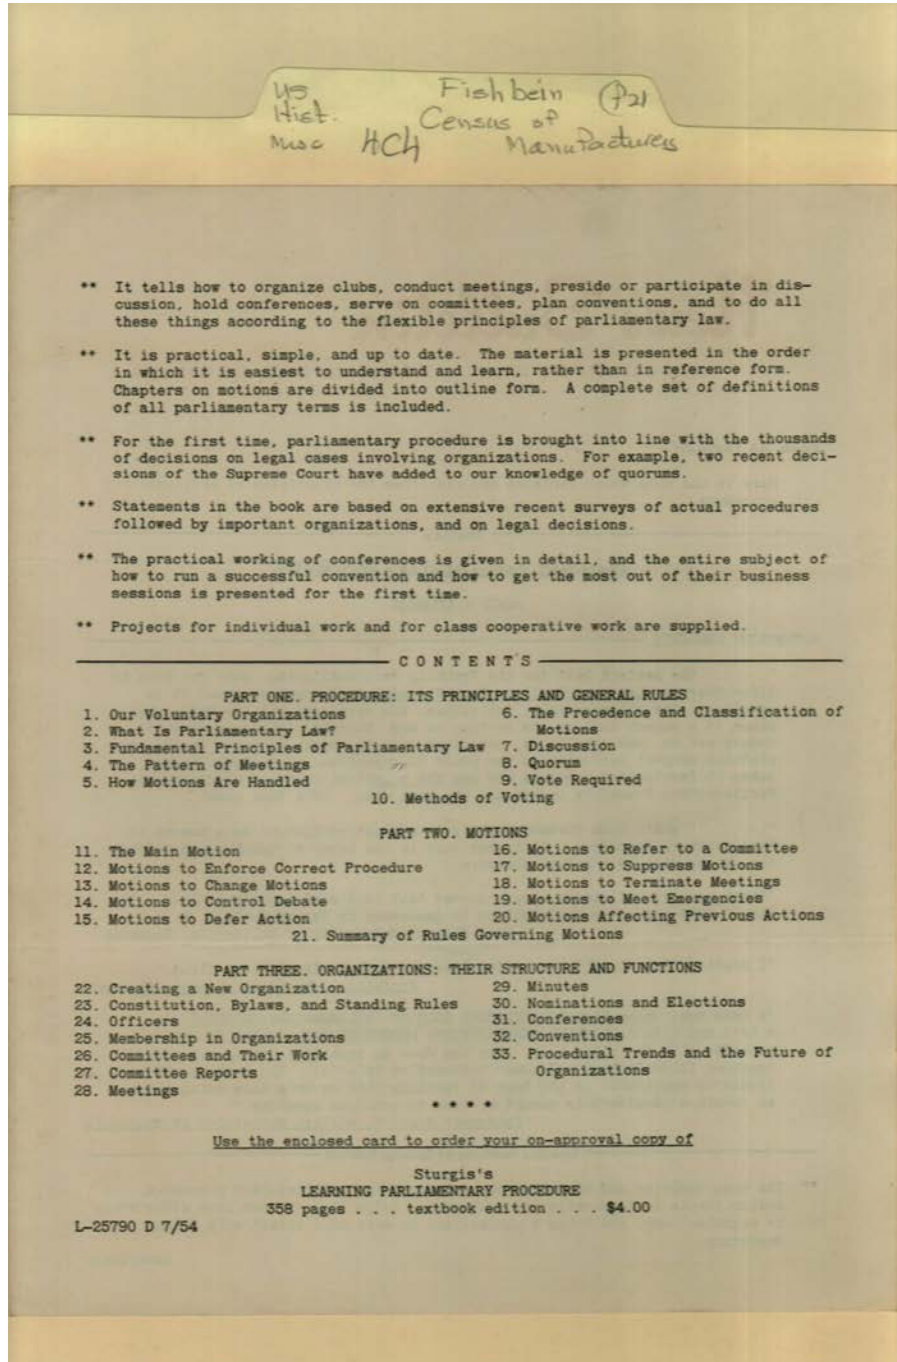 US Fishbein (P21)
Hist. Census of
Misc HCH Manufacturers
** It tells how to organize clubs, conduct meetings, preside or participate in dis-
cussion, hold conferences, serve on committees, plan conventions, and to do all
these things according to the flexible principles of parliamentary law.
** It is practical, simple, and up to date. The material is presented in the order
in which it is easiest to understand and learn, rather than in reference form.
Chapters on motions are divided into outline form. A complete set of definitions
of all parliamentary terms is included.
** For the first time, parliamentary procedure is brought into line with the thousands
of decisions on legal cases involving organizations. For example, two recent deci-
sions of the Supreme Court have added to our knowledge of quorums.
** Statements in the book are based on extensive recent surveys of actual procedures
followed by important organizations, and on legal decisions.
** The practical working of conferences is given in detail, and the entire subject of
how to run a successful convention and how to get the most out of their business
sessions is presented for the first time.
** Projects for individual work and for class cooperative work are supplied.
CONTENTS
PART ONE. PROCEDURE: ITS PRINCIPLES AND GENERAL RULES
1. Our Voluntary Organizations
2. What Is Parliamentary Law?
3. Fundamental Principles of Parliamentary Law
4. The Pattern of Meetings
5. How Motions Are Handled
6. The Precedence and Classification of
Motions
7. Discussion
8. Quorum
9. Vote Required
10. Methods of Voting
PART TWO. MOTIONS
11. The Main Motion
12. Motions to Enforce Correct Procedure
13. Motions to Change Motions
14. Motions to Control Debate
15. Motions to Defer Action
16. Motions to Refer to a Committee
17. Motions to Suppress Motions
18. Motions to Terminate Meetings
19. Motions to Meet Emergencies
20. Motions Affecting Previous Actions
21. Summary of Rules Governing Motions
PART THREE. ORGANIZATIONS: THEIR STRUCTURE AND FUNCTIONS
22. Creating a New Organization
23. Constitution, Bylaws, and Standing Rules
24. Officers
25. Membership in Organizations
26. Committees and Their Work
27. Committee Reports
28. Meetings
29. Minutes
30. Nominations and Elections
31. Conferences
32. Conventions
33. Procedural Trends and the Future of
Organizations
* * * *
Use the enclosed card to order your on-approval copy of
Sturgis's
LEARNING PARLIAMENTARY PROCEDURE
358 pages . . . textbook edition . . . $4.00
L-25790 D 7/54